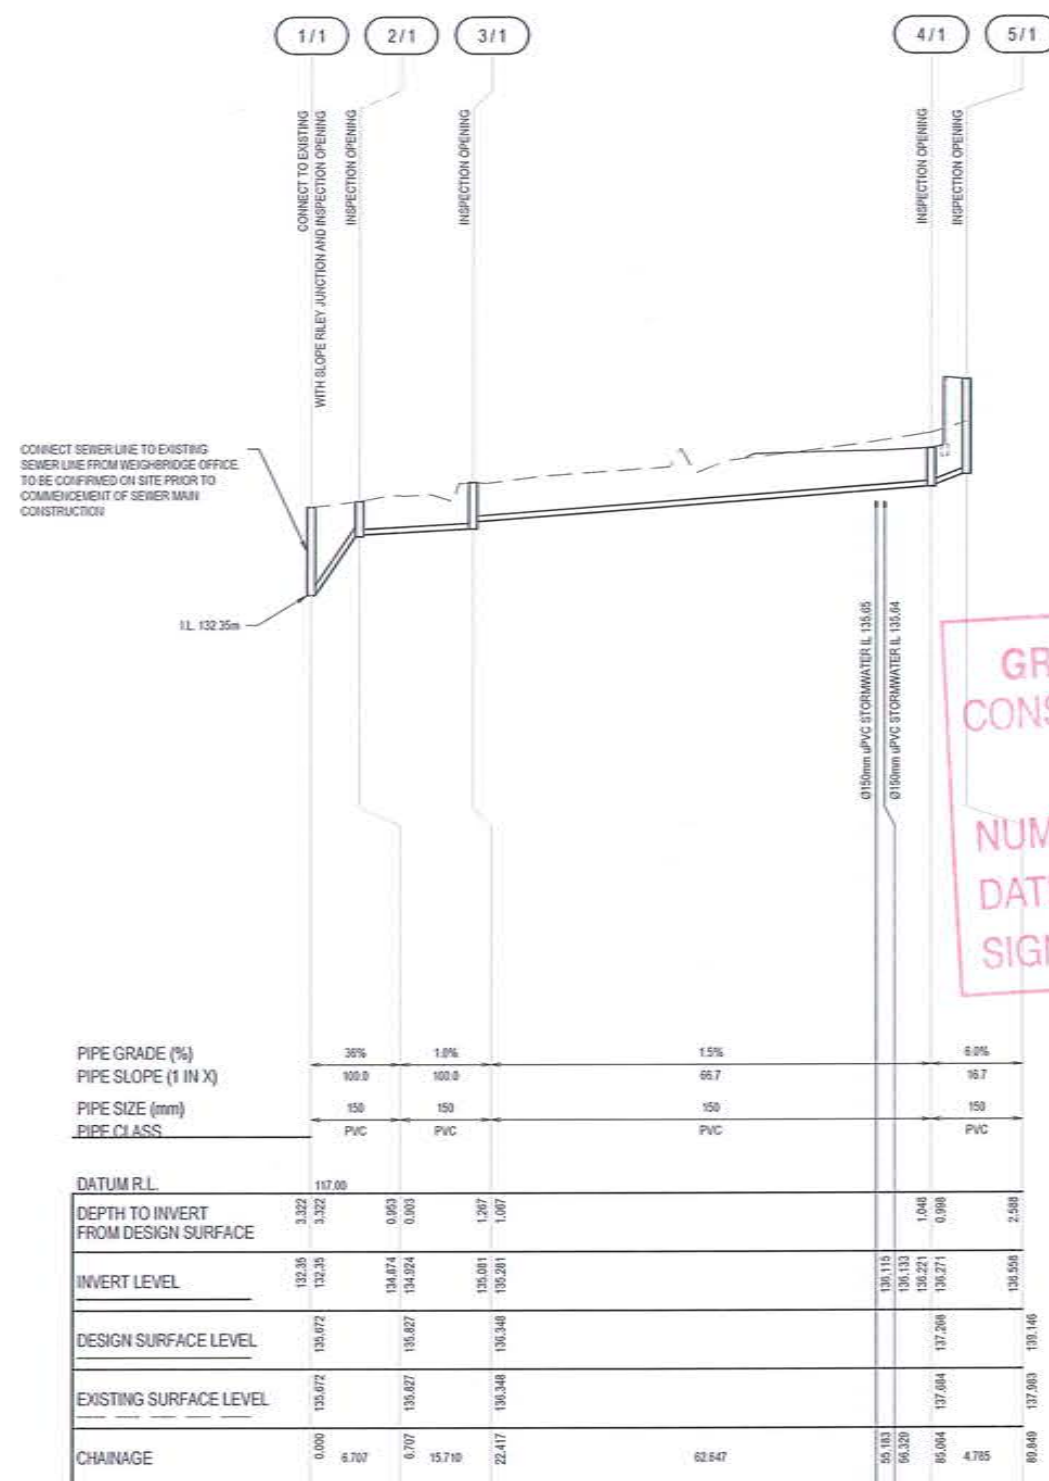 1/1 2/1 3/1 4/1 5/1
CONNECT TO EXISTING
WITH SLOPE RILEY JUNCTION AND INSPECTION OPENING
INSPECTION OPENING
INSPECTION OPENING
INSPECTION OPENING
INSPECTION OPENING
CONNECT SEWER LINE TO EXISTING
SEWER LINE FROM WEIGHBRIDGE OFFICE.
TO BE CONFIRMED ON SITE PRIOR TO
COMMENCEMENT OF SEWER MAIN
CONSTRUCTION
I.L. 132.35m
Ø150mm uPVC STORMWATER IL 135.65
Ø150mm uPVC STORMWATER IL 135.64
GR
CONS
NUM
DAT
SIG
PIPE GRADE (%) 36% 1.0% 1.5% 6.0%
PIPE SLOPE (1 IN X) 100.0 100.0 66.7 16.7
PIPE SIZE (mm) 150 150 150 150
PIPE CLASS PVC PVC PVC PVC
DATUM R.L. 117.00
DEPTH TO INVERT
FROM DESIGN SURFACE
3.322 3.322 0.953 0.903 1.267 1.067 1.048 0.998 2.588
INVERT LEVEL 132.35 132.35 134.874 134.924 135.081 135.281 136.115 136.133 136.221 136.271 136.558
DESIGN SURFACE LEVEL 135.672 135.827 136.348 137.268 139.146
EXISTING SURFACE LEVEL 135.672 135.827 136.348 137.684 137.983
CHAINAGE 0.000 6.707 6.707 15.710 22.417 62.647 55.183 56.329 85.064 4.785 89.849